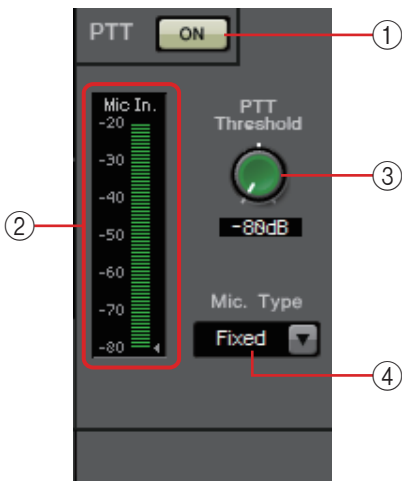 PTT ON
①
Mic In.
-20
-30
-40
-50
-60
-70
-80
②
PTT
Threshold
③
-80dB
Mic. Type
Fixed
④